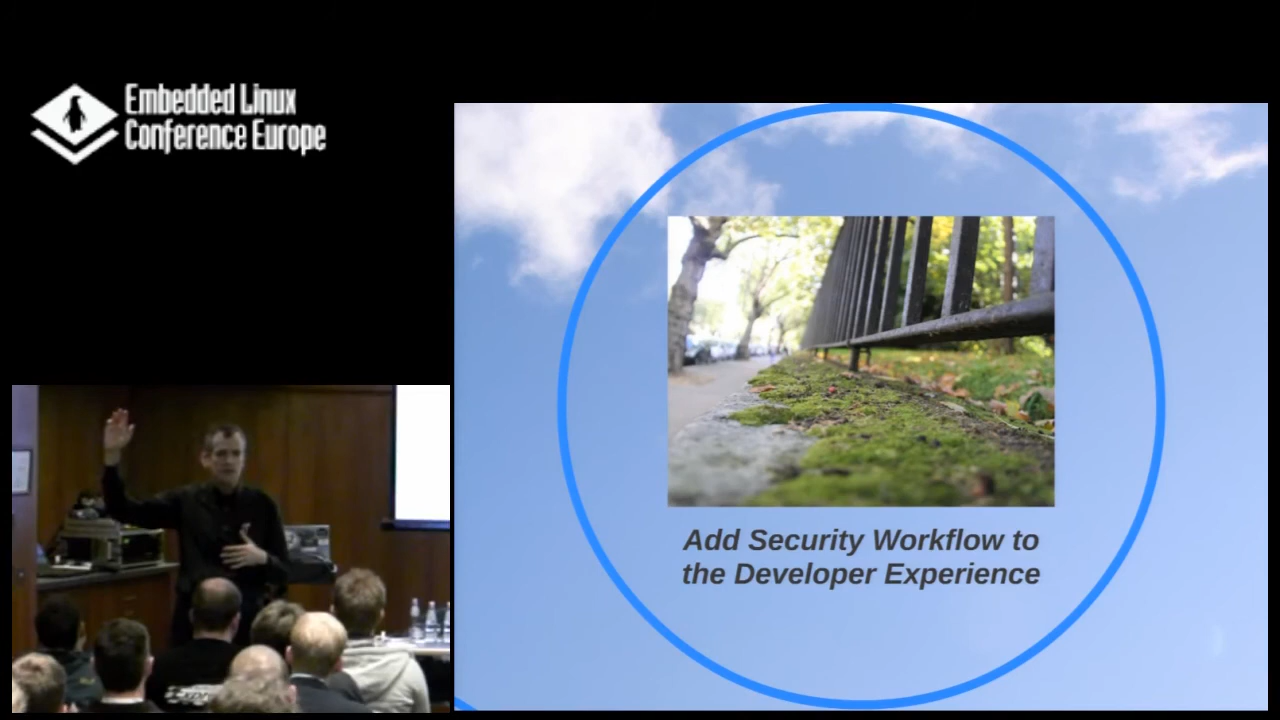 Embedded Linux
Conference Europe
Add Security Workflow to
the Developer Experience